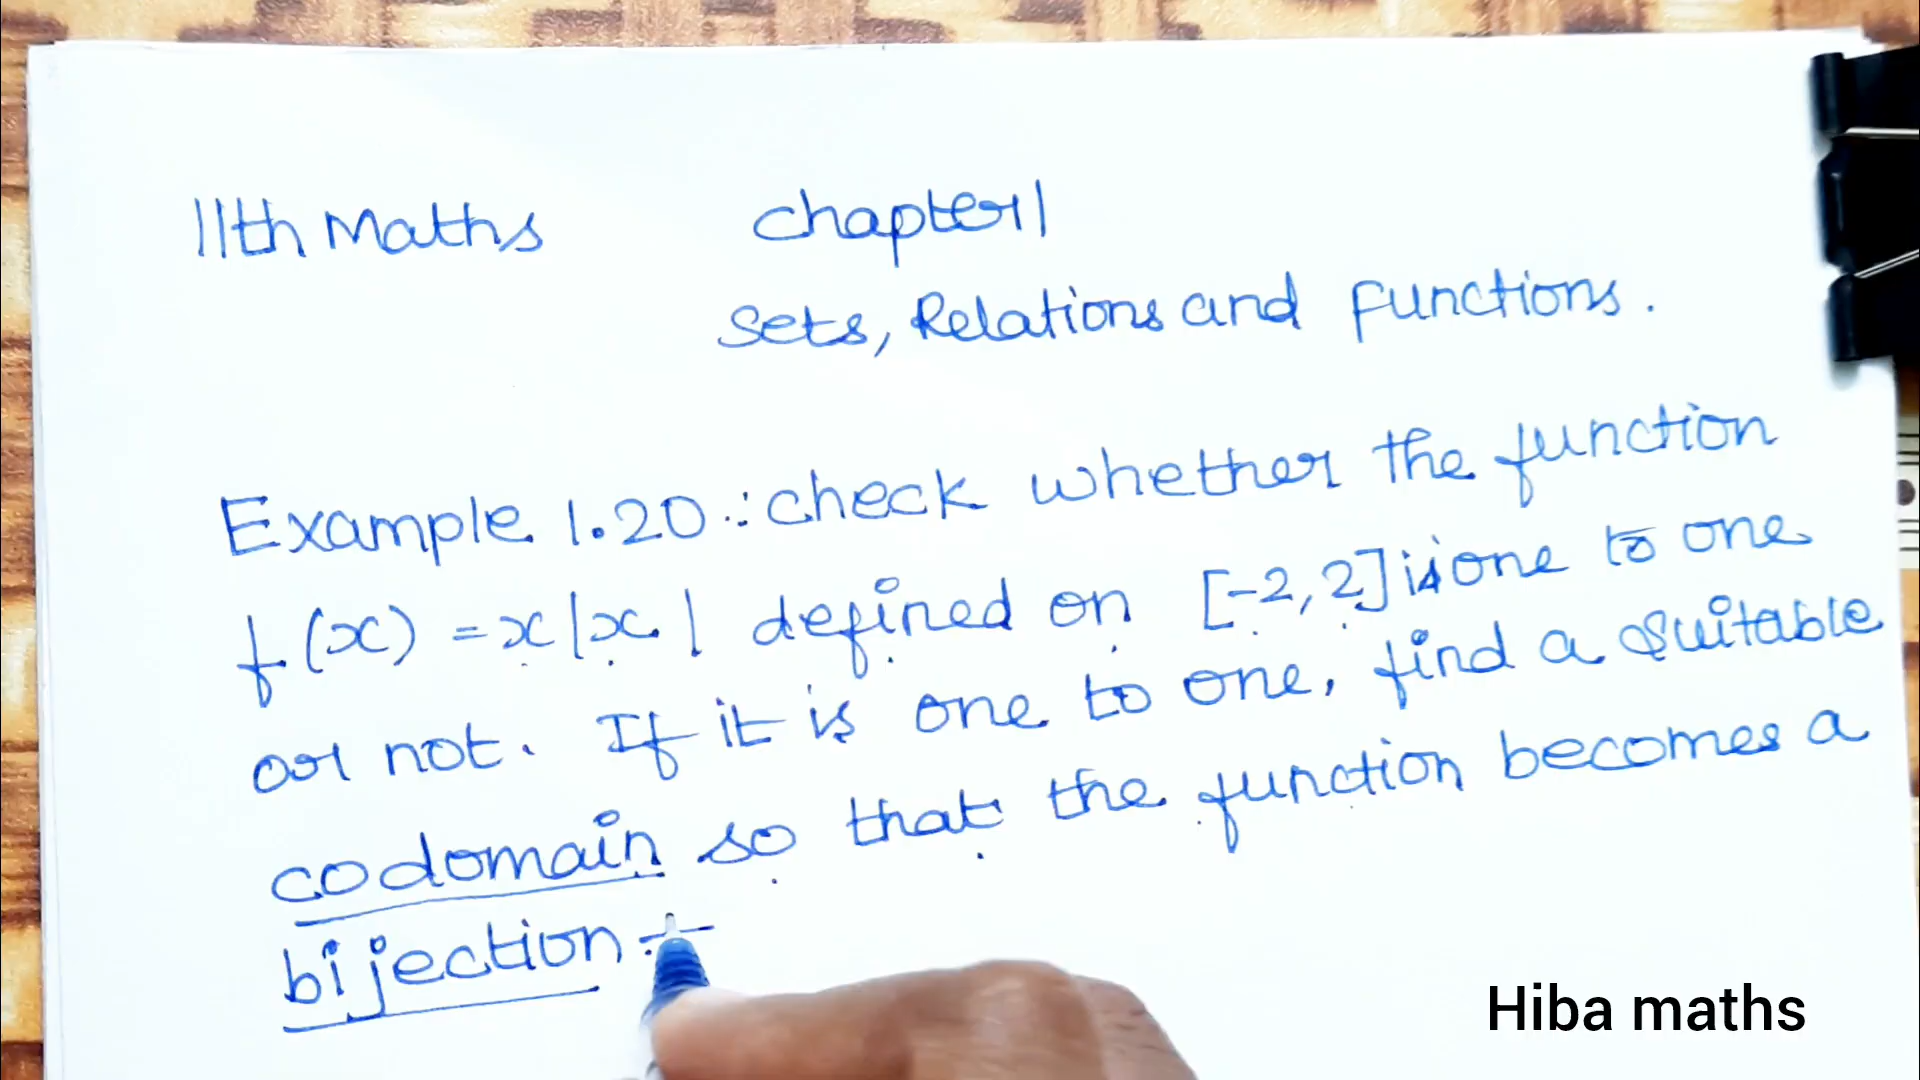 11th Maths chapter 1
Sets, Relations and functions.
Example 1.20 : check whether the function
f(x) = x|x| defined on [-2, 2] is one to one
or not. If it is one to one, find a suitable
codomain so that the function becomes a
bijection
Hiba maths